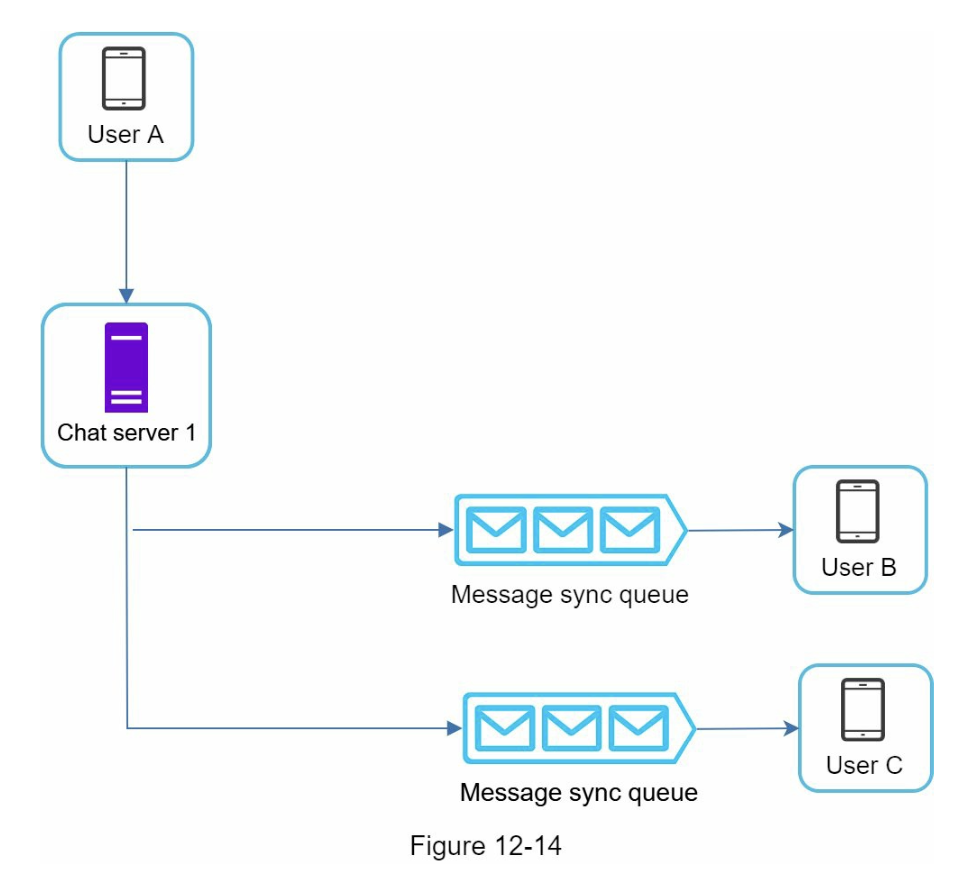 User A
Chat server 1
User B
Message sync queue
User C
Message sync queue
Figure 12-14